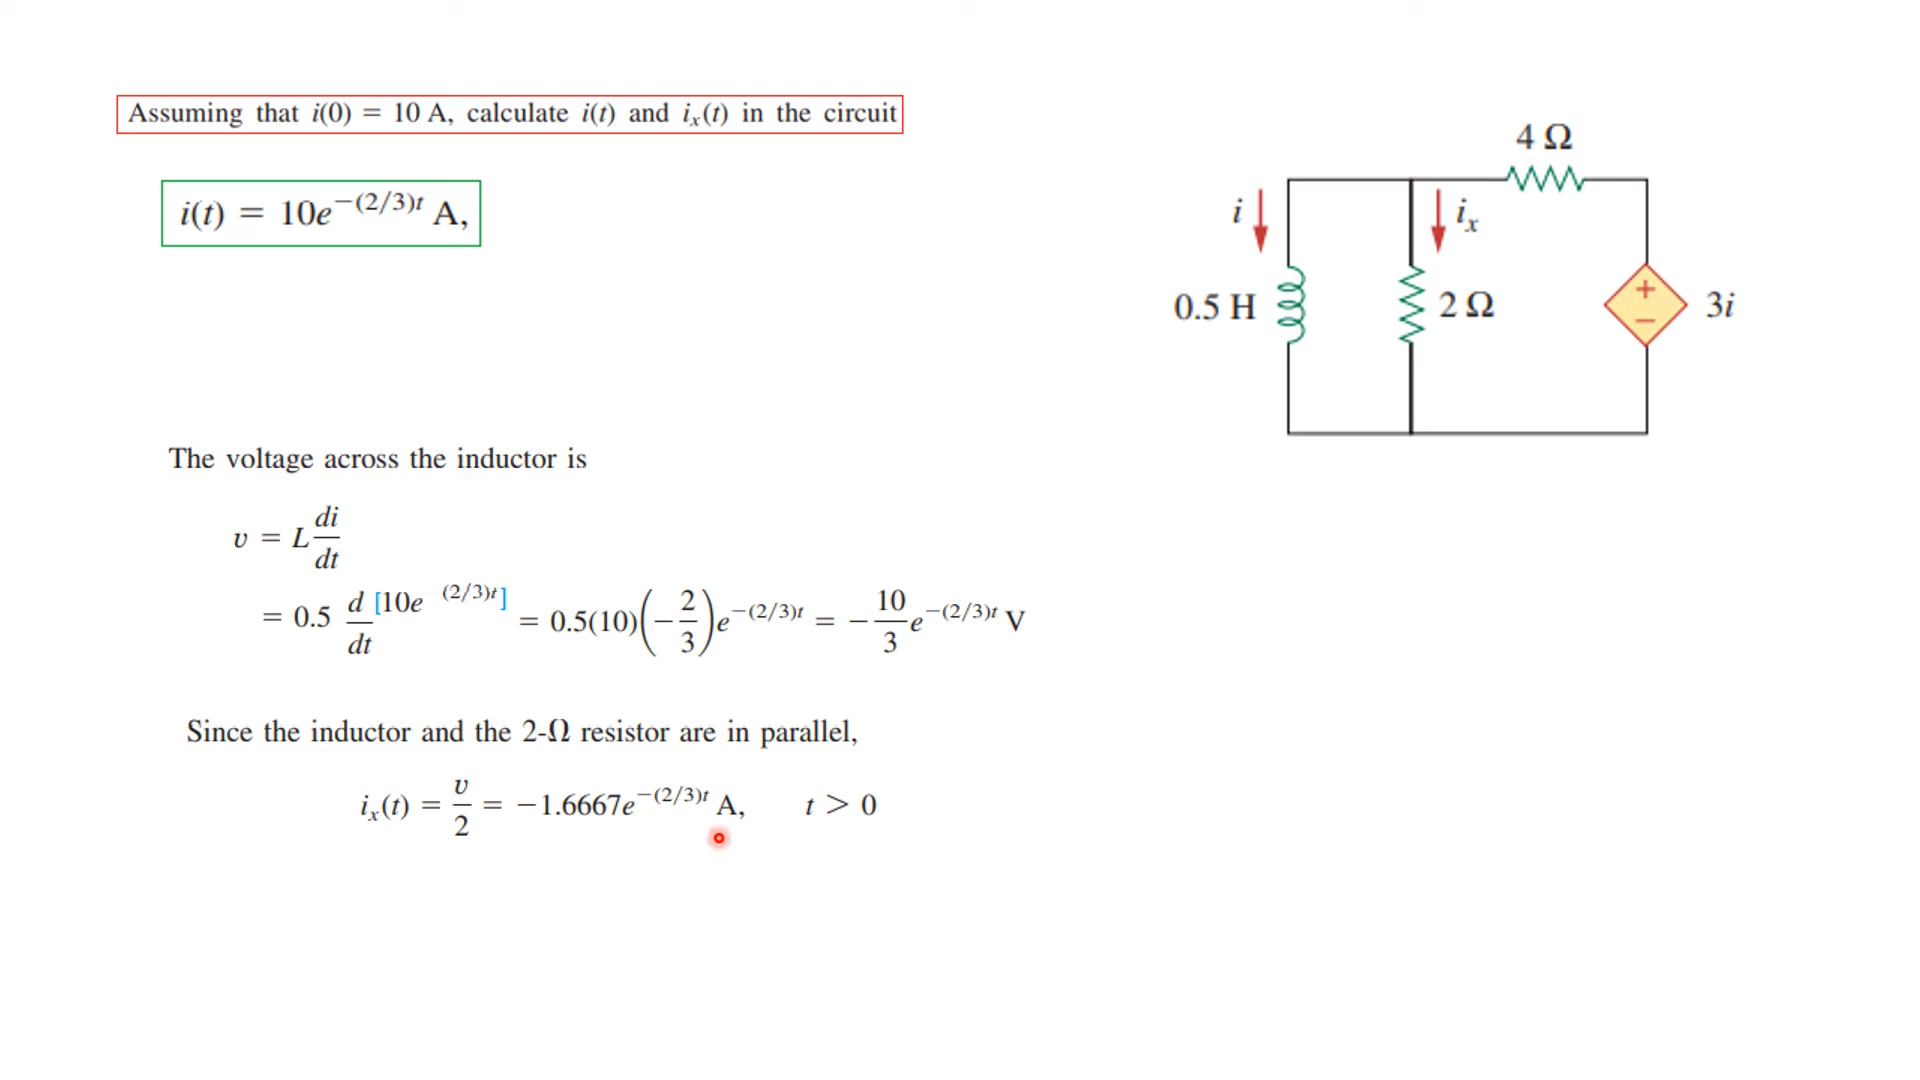 Assuming that i(0) = 10 A, calculate i(t) and iₓ(t) in the circuit
i(t) = 10e^−(2/3)t A,
4 Ω
i
iₓ
0.5 H
2 Ω
+
−
3i
The voltage across the inductor is
v = L di/dt
= 0.5 d/dt [10e (2/3)t] = 0.5(10)(−2/3)e^−(2/3)t = −10/3 e^−(2/3)t V
Since the inductor and the 2-Ω resistor are in parallel,
iₓ(t) = v/2 = −1.6667e^−(2/3)t A, t > 0